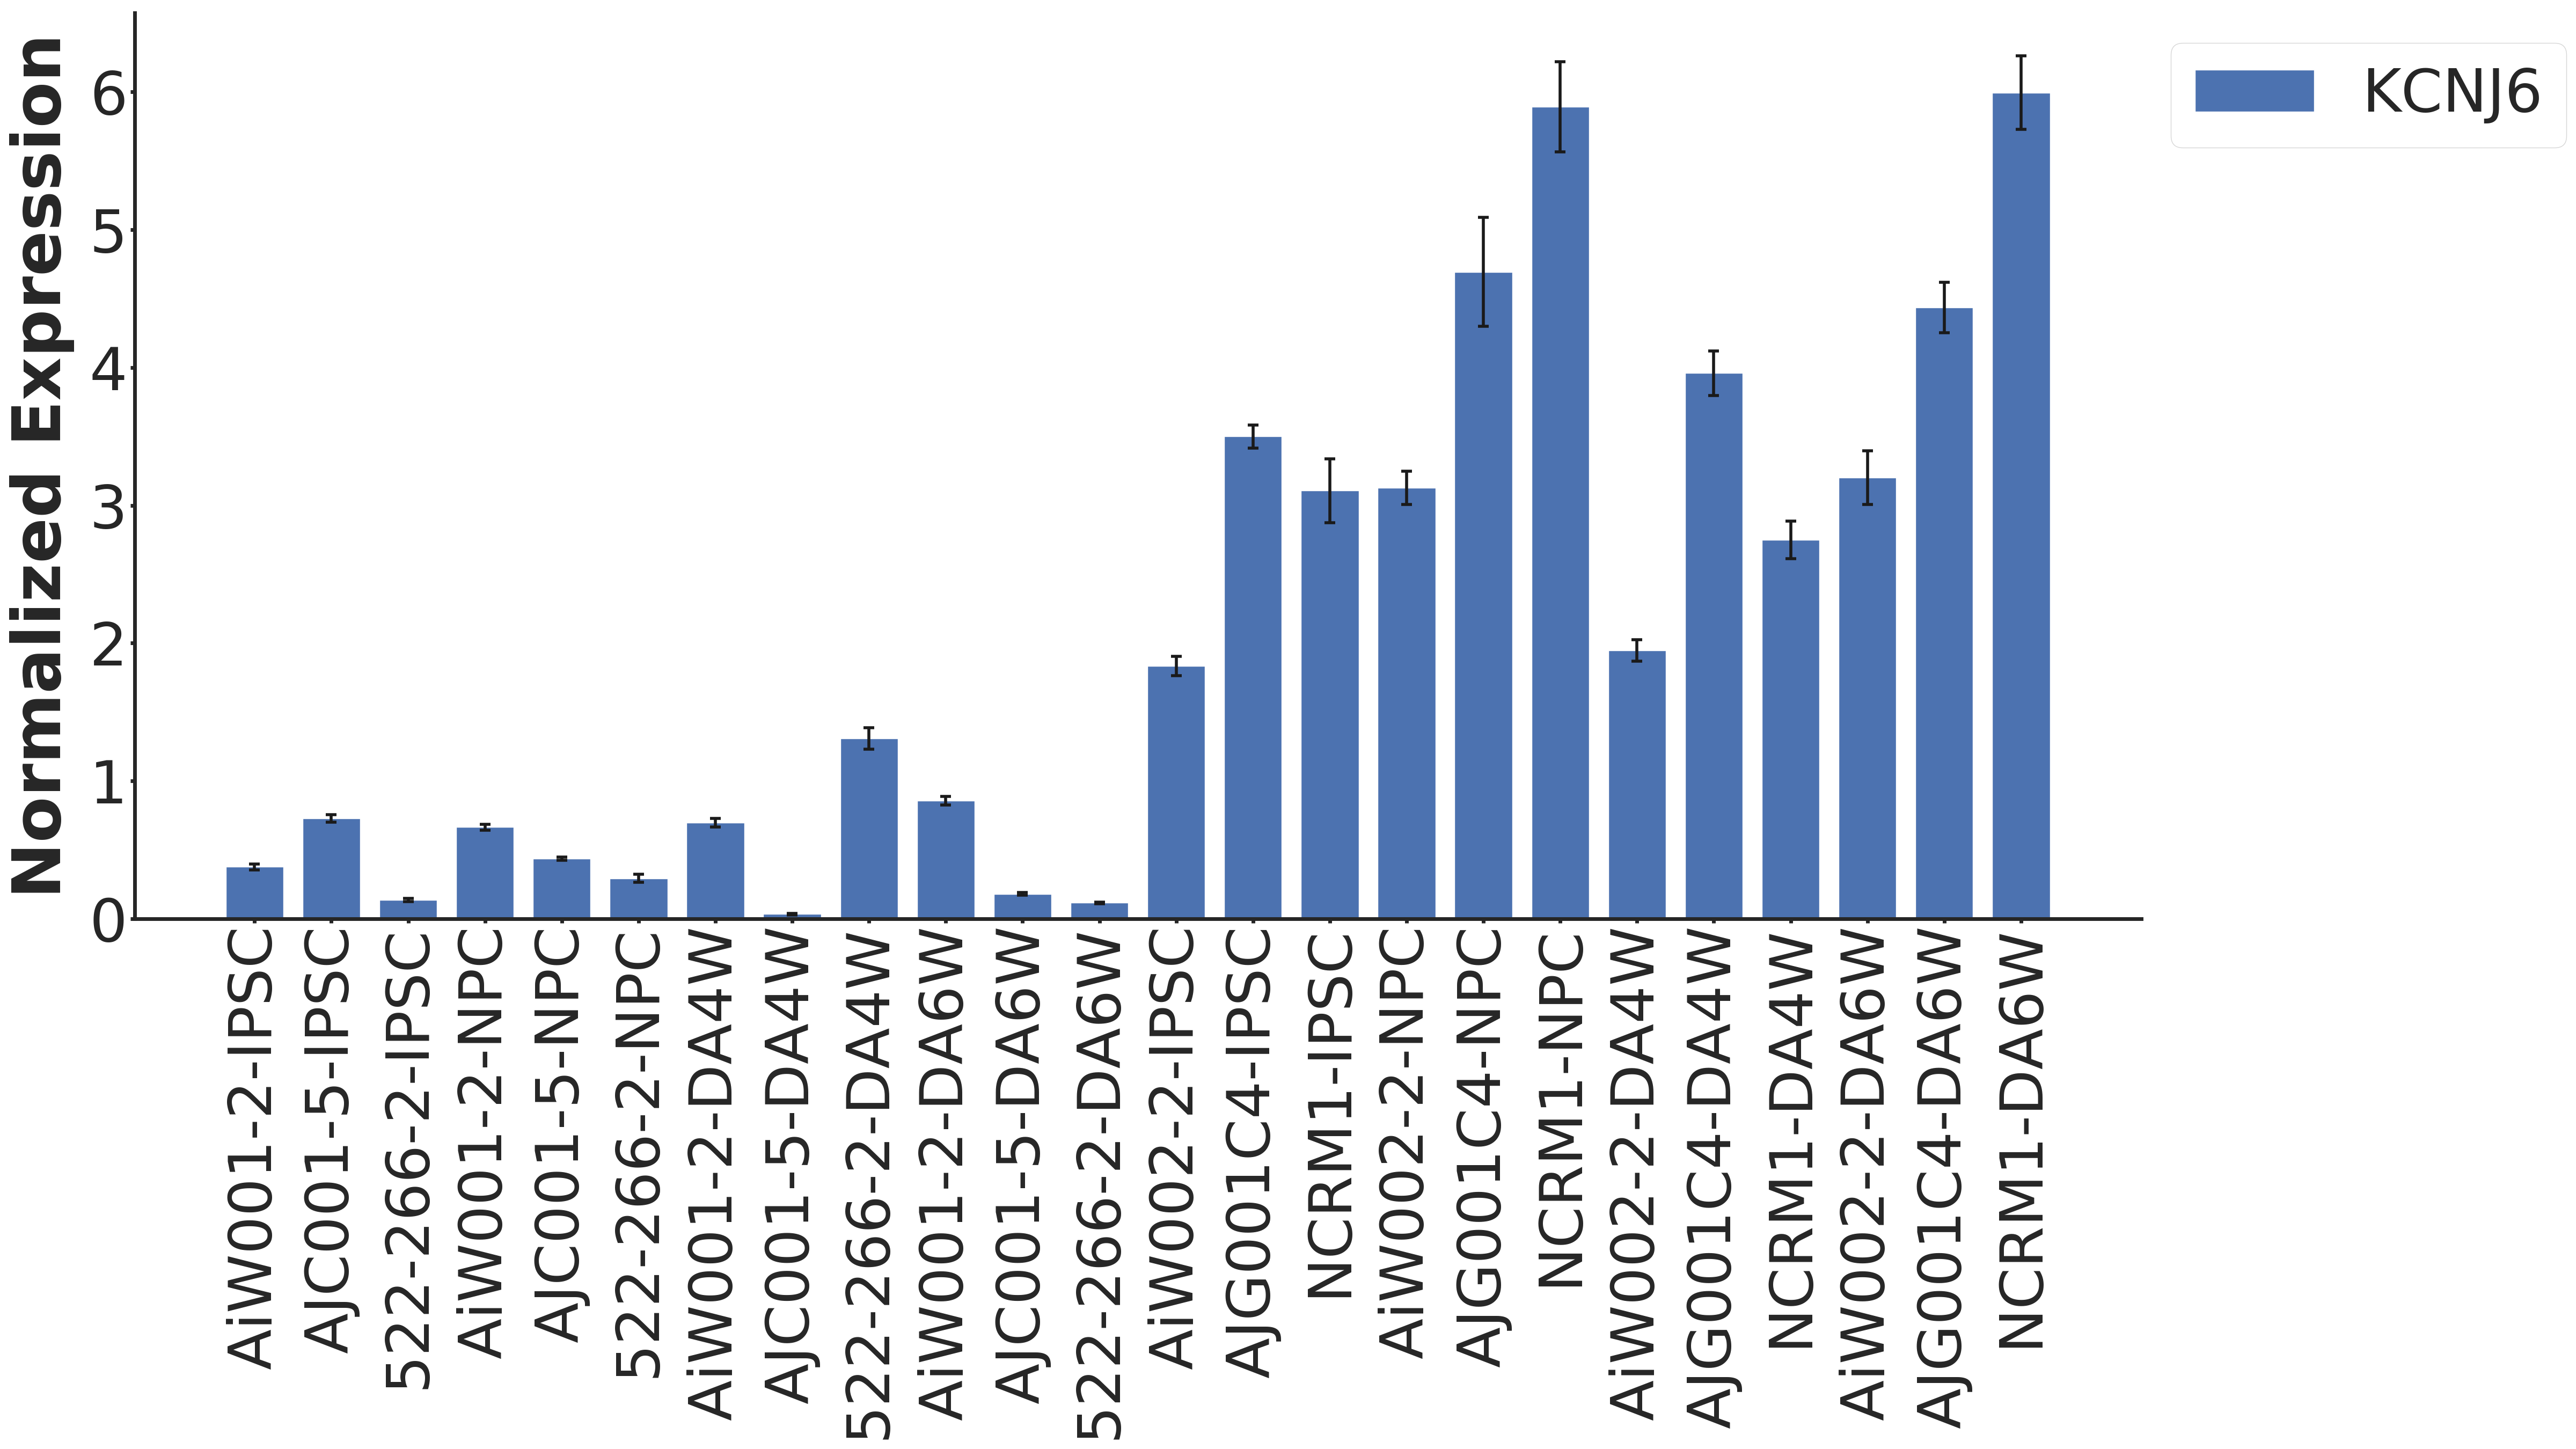 Normalized Expression
6
5
4
3
2
1
0
KCNJ6
AiW001-2-IPSC
AJC001-5-IPSC
522-266-2-IPSC
AiW001-2-NPC
AJC001-5-NPC
522-266-2-NPC
AiW001-2-DA4W
AJC001-5-DA4W
522-266-2-DA4W
AiW001-2-DA6W
AJC001-5-DA6W
522-266-2-DA6W
AiW002-2-IPSC
AJG001C4-IPSC
NCRM1-IPSC
AiW002-2-NPC
AJG001C4-NPC
NCRM1-NPC
AiW002-2-DA4W
AJG001C4-DA4W
NCRM1-DA4W
AiW002-2-DA6W
AJG001C4-DA6W
NCRM1-DA6W